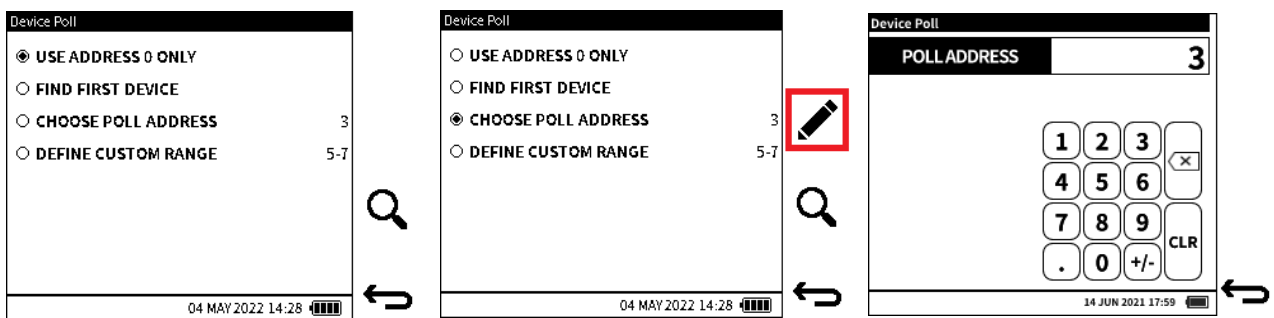 Device Poll
USE ADDRESS 0 ONLY
FIND FIRST DEVICE
CHOOSE POLL ADDRESS 3
DEFINE CUSTOM RANGE 5-7
04 MAY 2022 14:28
Device Poll
USE ADDRESS 0 ONLY
FIND FIRST DEVICE
CHOOSE POLL ADDRESS 3
DEFINE CUSTOM RANGE 5-7
04 MAY 2022 14:28
Device Poll
POLL ADDRESS 3
1 2 3
4 5 6
7 8 9
CLR
. 0 +/-
14 JUN 2021 17:59